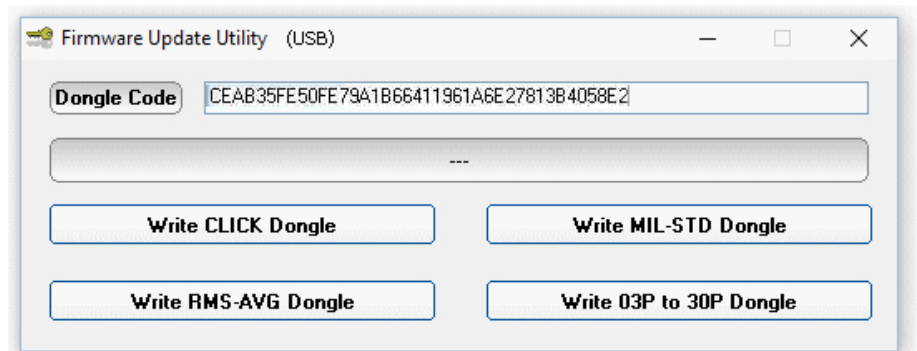 Firmware Update Utility (USB)
Dongle Code CEAB35FE50FE79A1B66411961A6E27813B4058E2
---
Write CLICK Dongle Write MIL-STD Dongle
Write RMS-AVG Dongle Write 03P to 30P Dongle